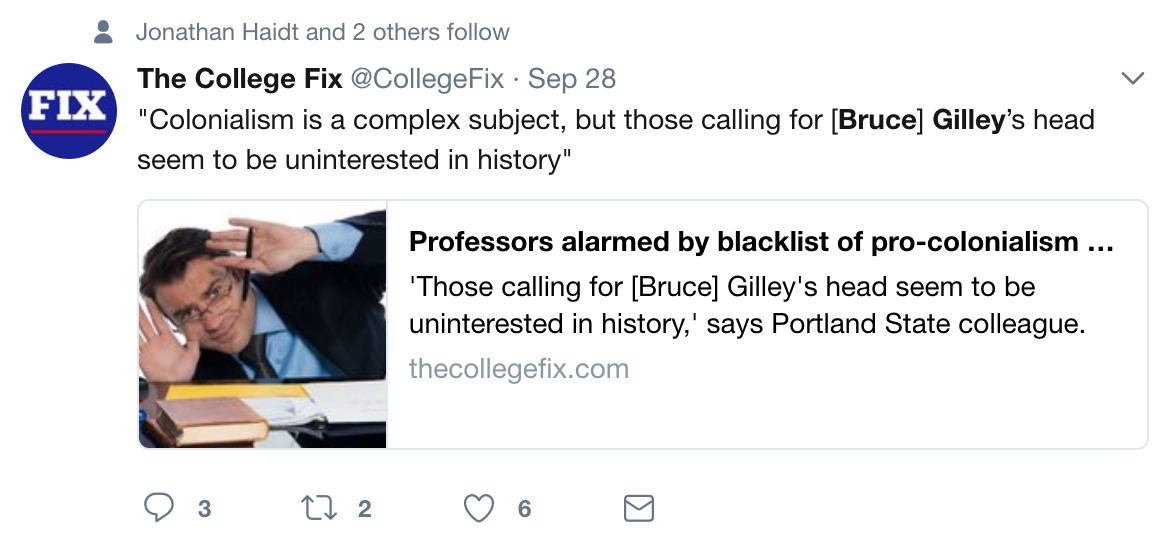 Jonathan Haidt and 2 others follow
FIX
The College Fix @CollegeFix · Sep 28
"Colonialism is a complex subject, but those calling for [Bruce] Gilley’s head
seem to be uninterested in history"
Professors alarmed by blacklist of pro-colonialism ...
'Those calling for [Bruce] Gilley's head seem to be
uninterested in history,' says Portland State colleague.
thecollegefix.com
3 2 6